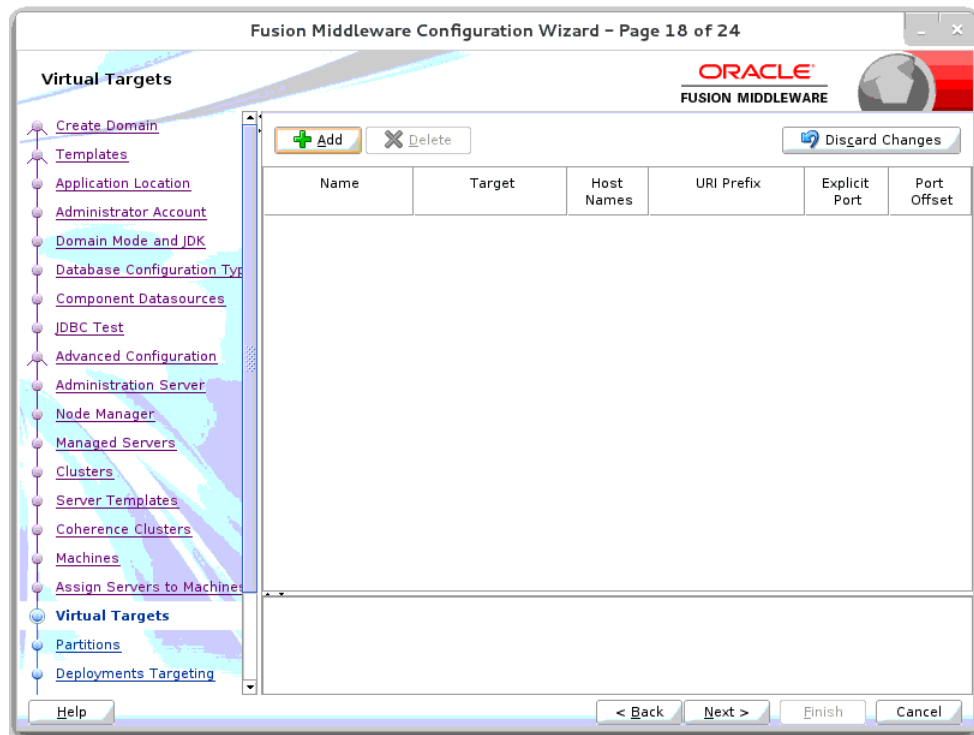 Fusion Middleware Configuration Wizard – Page 18 of 24
Virtual Targets
ORACLE
FUSION MIDDLEWARE
Create Domain
Templates
Application Location
Administrator Account
Domain Mode and JDK
Database Configuration Typ
Component Datasources
JDBC Test
Advanced Configuration
Administration Server
Node Manager
Managed Servers
Clusters
Server Templates
Coherence Clusters
Machines
Assign Servers to Machines
Virtual Targets
Partitions
Deployments Targeting
Add
Delete
Discard Changes
Name
Target
Host
Names
URI Prefix
Explicit
Port
Port
Offset
Help
< Back
Next >
Finish
Cancel